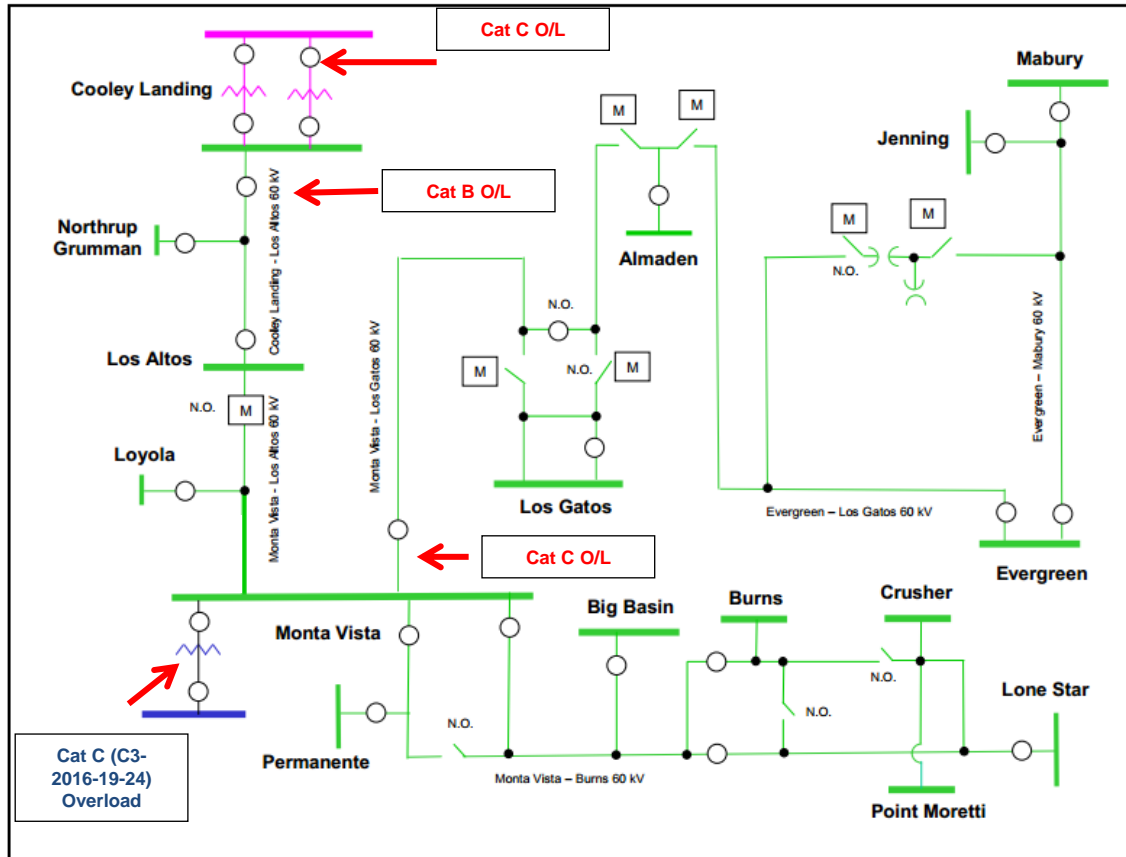 Cat C O/L
Mabury
Cooley Landing
M
M
Jenning
Cat B O/L
Northrup
Grumman
Cooley Landing - Los Altos 60 kV
Almaden
M
M
N.O.
N.O.
Evergreen – Mabury 60 kV
Monta Vista - Los Gatos 60 kV
Los Altos
M
N.O.
M
N.O.
M
Monta Vista - Los Altos 60 kV
Loyola
Los Gatos
Evergreen – Los Gatos 60 kV
Cat C O/L
Evergreen
Monta Vista
Big Basin
Burns
Crusher
N.O.
Lone Star
N.O.
N.O.
Permanente
Monta Vista – Burns 60 kV
Point Moretti
Cat C (C3-
2016-19-24)
Overload